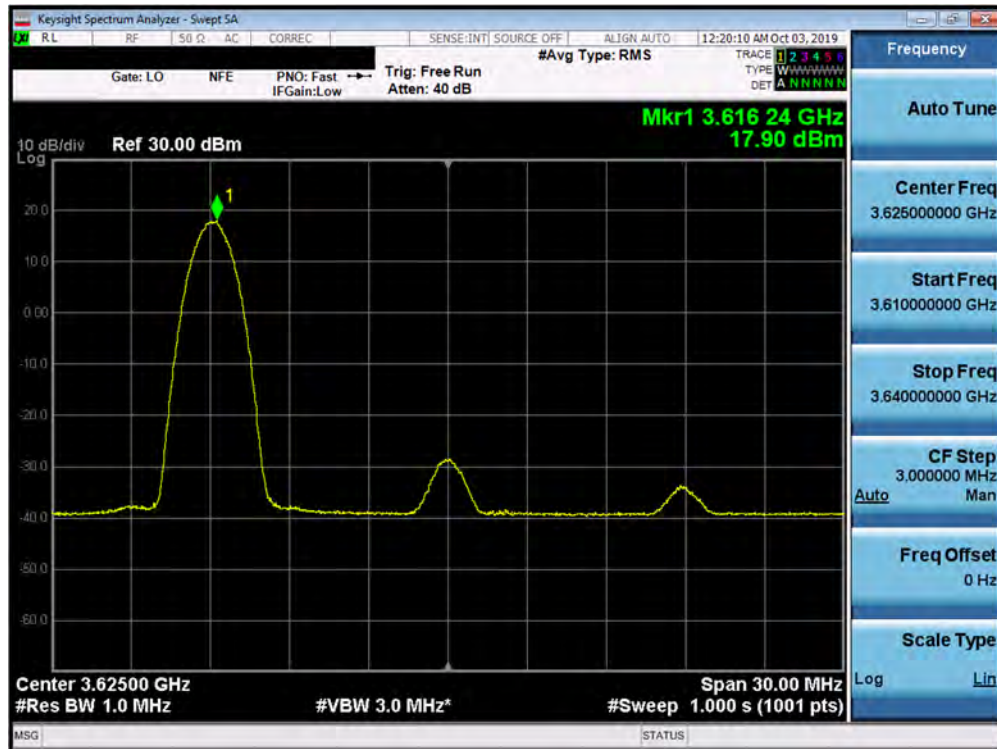 Keysight Spectrum Analyzer - Swept SA
RL RF 50 Ω AC CORREC SENSE:INT SOURCE OFF ALIGN AUTO 12:20:10 AM Oct 03, 2019
#Avg Type: RMS
TRACE 1 2 3 4 5 6
TYPE W
DET A N N N N N
Gate: LO NFE PNO: Fast Trig: Free Run
IFGain:Low Atten: 40 dB
Mkr1 3.616 24 GHz
17.90 dBm
10 dB/div Ref 30.00 dBm
Log
1
20.0
10.0
0.00
-10.0
-20.0
-30.0
-40.0
-50.0
-60.0
Center 3.62500 GHz Span 30.00 MHz
#Res BW 1.0 MHz #VBW 3.0 MHz* #Sweep 1.000 s (1001 pts)
MSG STATUS
Frequency
Auto Tune
Center Freq
3.625000000 GHz
Start Freq
3.610000000 GHz
Stop Freq
3.640000000 GHz
CF Step
3.000000 MHz
Auto Man
Freq Offset
0 Hz
Scale Type
Log Lin